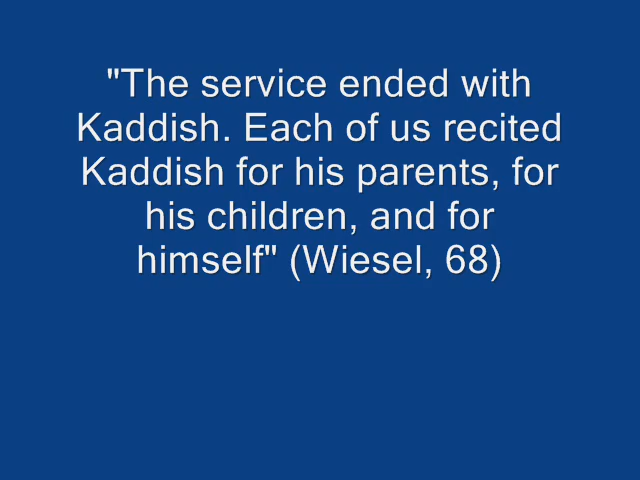 "The service ended with
Kaddish. Each of us recited
Kaddish for his parents, for
his children, and for
himself" (Wiesel, 68)